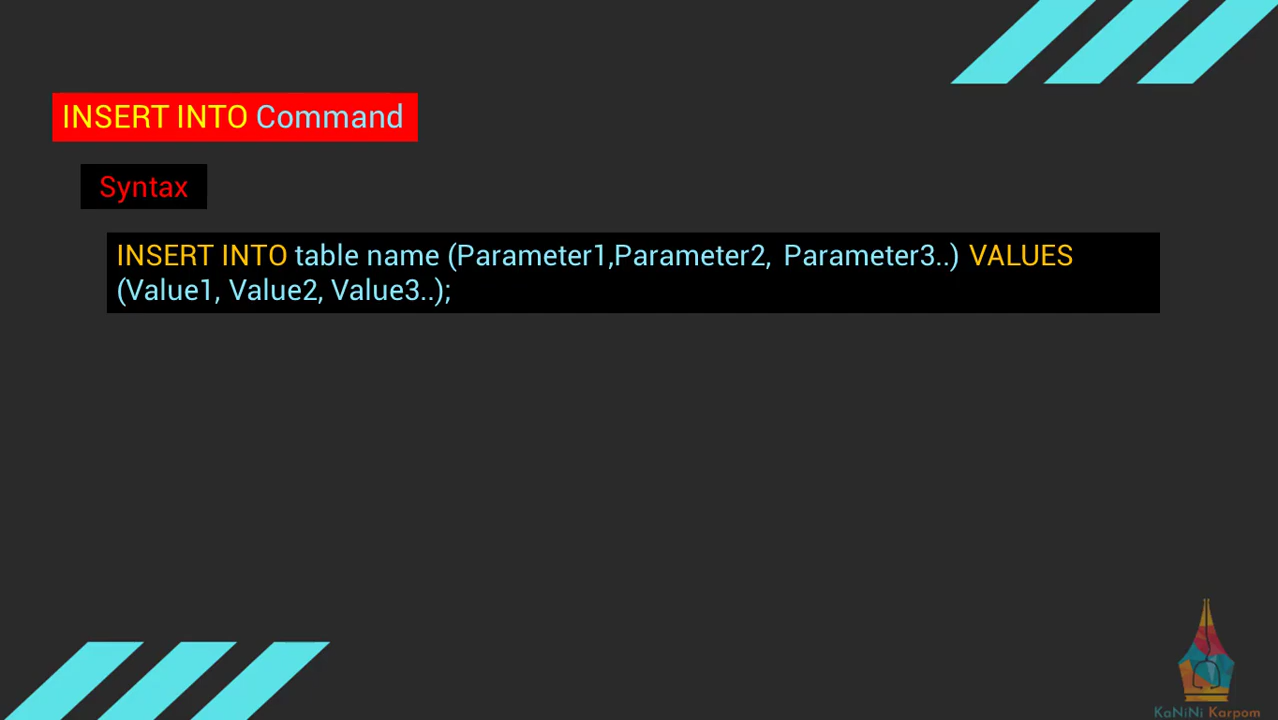 INSERT INTO Command
Syntax
INSERT INTO table name (Parameter1,Parameter2, Parameter3..) VALUES
(Value1, Value2, Value3..);
KaNiNi Karpom